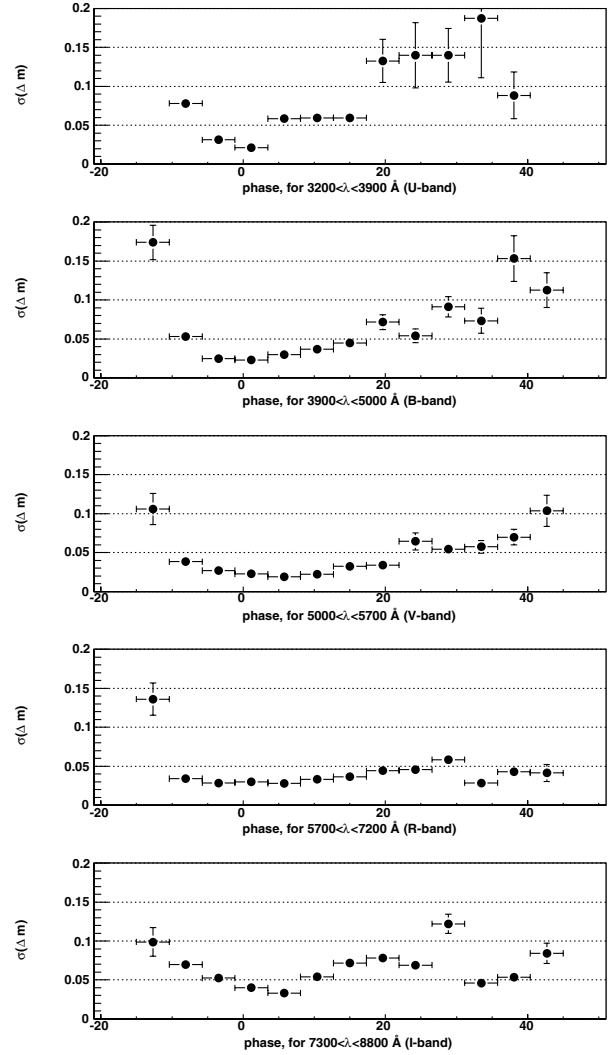 0.2
0.15
0.1
0.05
0
σ(Δ m)
-20 0 20 40
phase, for 3200<λ<3900 Å (U-band)
0.2
0.15
0.1
0.05
0
σ(Δ m)
-20 0 20 40
phase, for 3900<λ<5000 Å (B-band)
0.2
0.15
0.1
0.05
0
σ(Δ m)
-20 0 20 40
phase, for 5000<λ<5700 Å (V-band)
0.2
0.15
0.1
0.05
0
σ(Δ m)
-20 0 20 40
phase, for 5700<λ<7200 Å (R-band)
0.2
0.15
0.1
0.05
0
σ(Δ m)
-20 0 20 40
phase, for 7300<λ<8800 Å (I-band)